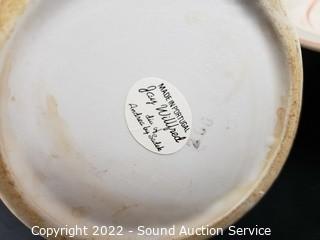 MADE IN PORTUGAL
Jay Willfred
div of
Andrea by Sadek
Copyright 2022 - Sound Auction Service